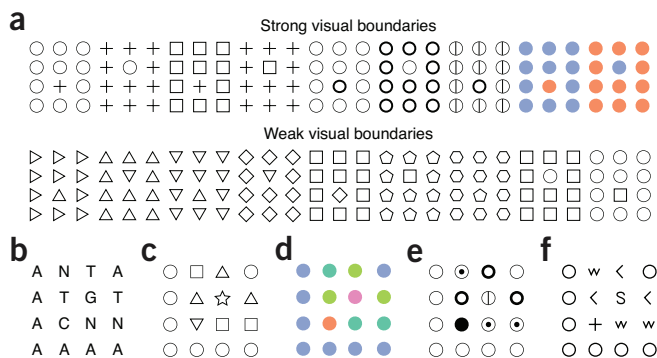 a
Strong visual boundaries
Weak visual boundaries
b c d e f
A N T A
A T G T
A C N N
A A A A
w
S
w w